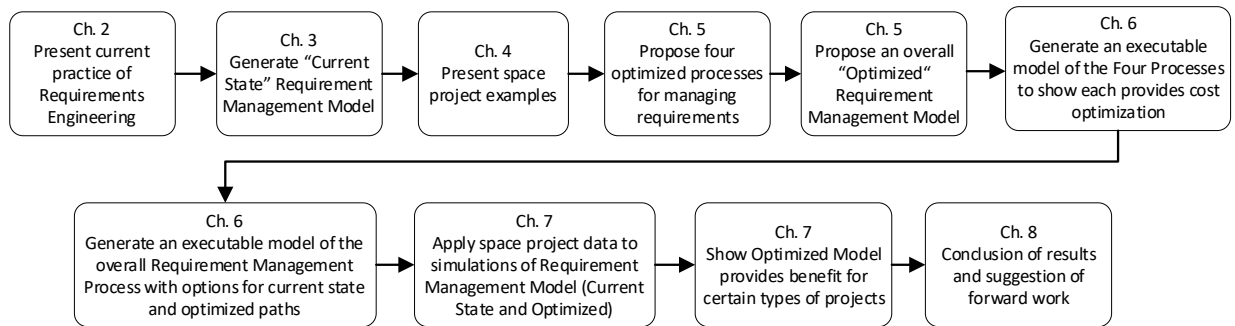 Ch. 2
Present current
practice of
Requirements
Engineering
Ch. 3
Generate “Current
State” Requirement
Management Model
Ch. 4
Present space
project examples
Ch. 5
Propose four
optimized processes
for managing
requirements
Ch. 5
Propose an overall
“Optimized“
Requirement
Management Model
Ch. 6
Generate an executable
model of the Four Processes
to show each provides cost
optimization
Ch. 6
Generate an executable model of the
overall Requirement Management
Process with options for current state
and optimized paths
Ch. 7
Apply space project data to
simulations of Requirement
Management Model (Current
State and Optimized)
Ch. 7
Show Optimized Model
provides benefit for
certain types of projects
Ch. 8
Conclusion of results
and suggestion of
forward work